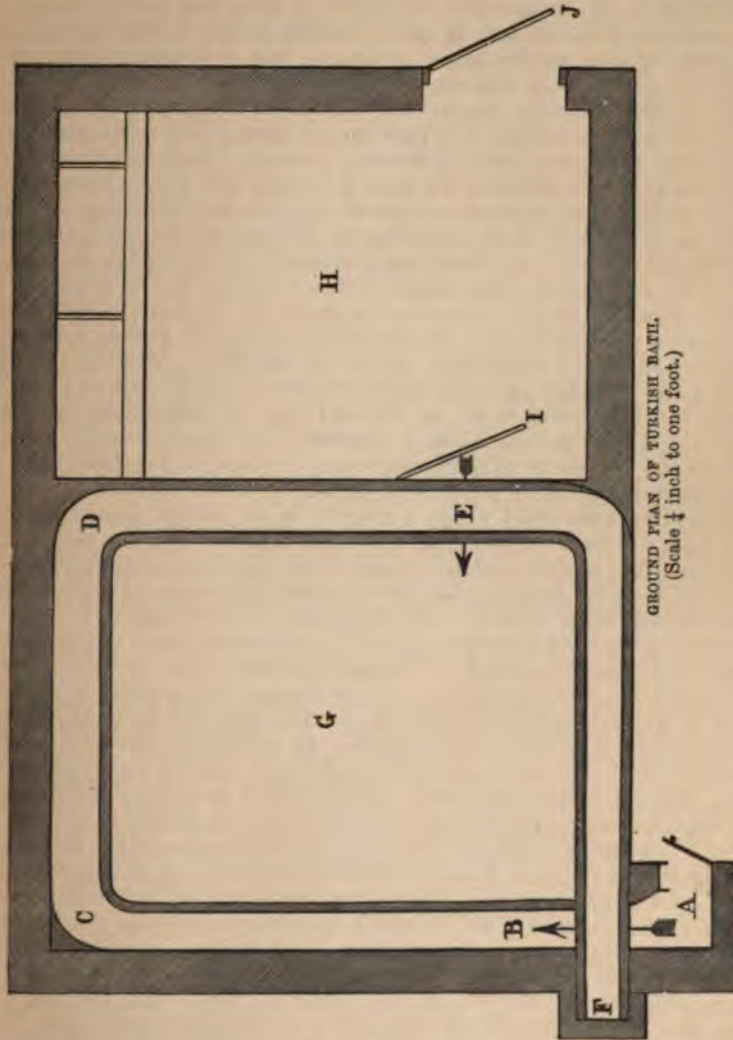 C D
G H
E
B
I
J
F
A
GROUND PLAN OF TURKISH BATH.
(Scale ¼ inch to one foot.)